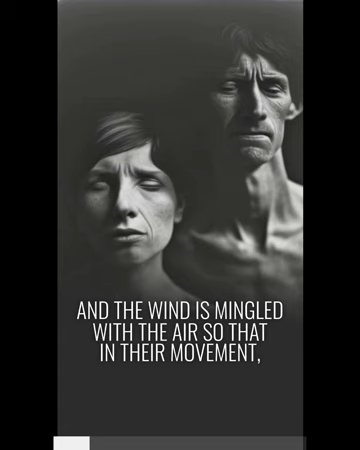 AND THE WIND IS MINGLED
WITH THE AIR SO THAT
IN THEIR MOVEMENT,